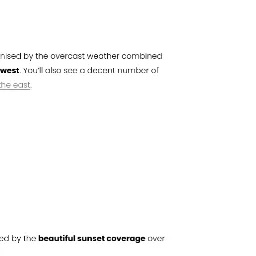 nised by the overcast weather combined
west. You'll also see a decent number of
the east.
ed by the beautiful sunset coverage over